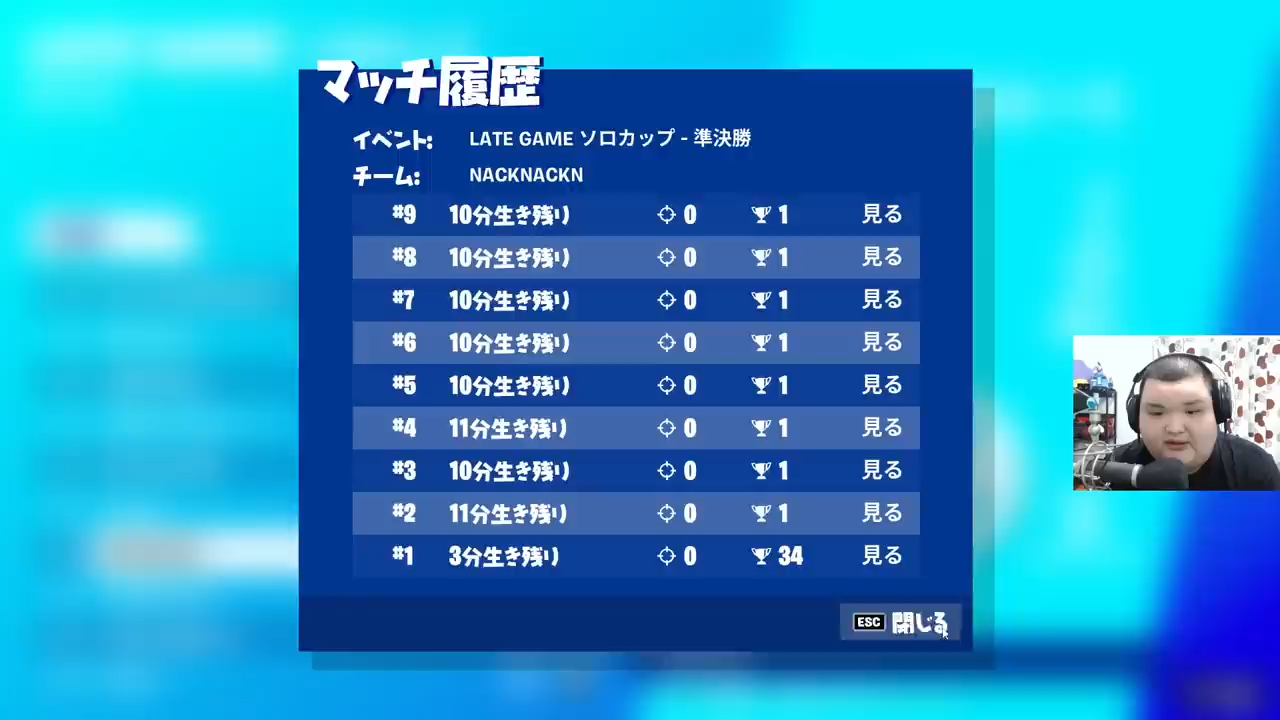 マッチ履歴
イベント: LATE GAME ソロカップ - 準決勝
チーム: NACKNACKN
#9 10分生き残り 0 1 見る
#8 10分生き残り 0 1 見る
#7 10分生き残り 0 1 見る
#6 10分生き残り 0 1 見る
#5 10分生き残り 0 1 見る
#4 11分生き残り 0 1 見る
#3 10分生き残り 0 1 見る
#2 11分生き残り 0 1 見る
#1 3分生き残り 0 34 見る
ESC 閉じる